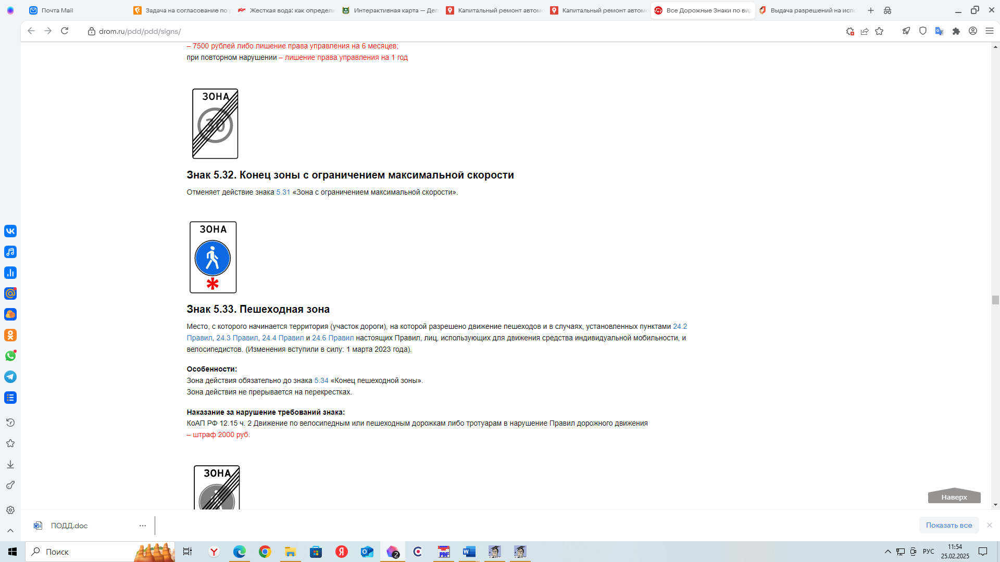 Почта Mail
Задача на согласование по
Жесткая вода: как определи
Интерактивная карта — Деп
Капитальный ремонт автомо
Капитальный ремонт автомо
Все Дорожные Знаки по вид
Выдача разрешений на испо
drom.ru/pdd/pdd/signs/
– 7500 рублей либо лишение права управления на 6 месяцев;
при повторном нарушении – лишение права управления на 1 год
ЗОНА
30
Знак 5.32. Конец зоны с ограничением максимальной скорости
Отменяет действие знака 5.31 «Зона с ограничением максимальной скорости».
ЗОНА
*
Знак 5.33. Пешеходная зона
Место, с которого начинается территория (участок дороги), на которой разрешено движение пешеходов и в случаях, установленных пунктами 24.2
Правил, 24.3 Правил, 24.4 Правил и 24.6 Правил настоящих Правил, лиц, использующих для движения средства индивидуальной мобильности, и
велосипедистов. (Изменения вступили в силу: 1 марта 2023 года).
Особенности:
Зона действия обязательно до знака 5.34 «Конец пешеходной зоны».
Зона действия не прерывается на перекрестках.
Наказание за нарушение требований знака:
КоАП РФ 12.15 ч. 2 Движение по велосипедным или пешеходным дорожкам либо тротуарам в нарушение Правил дорожного движения
– штраф 2000 руб.
ЗОНА
Наверх
ПОДД.doc
Показать все
Поиск
2
PDF
РУС
11:54
25.02.2025